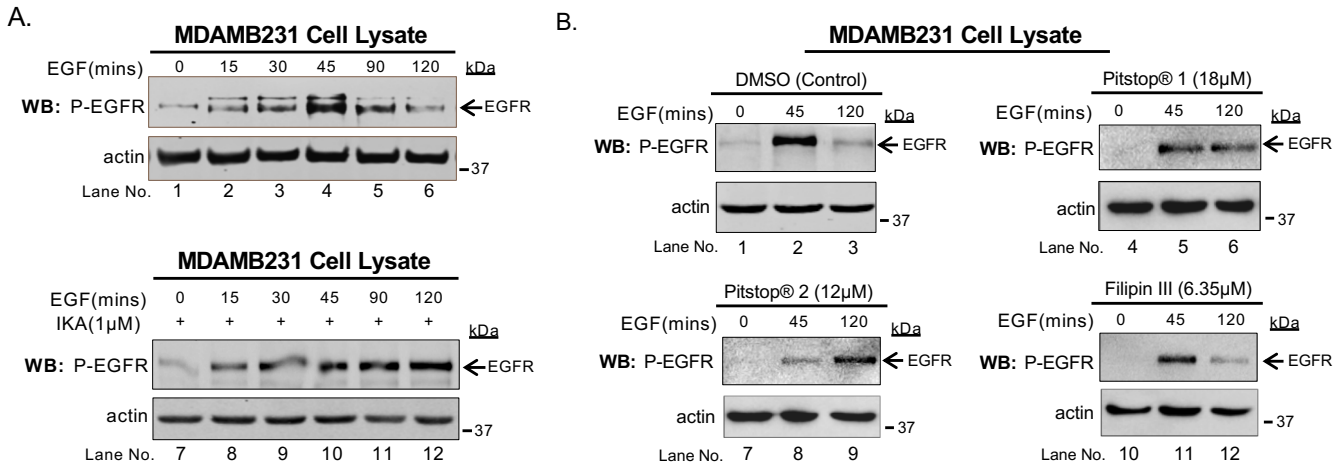 A.
MDAMB231 Cell Lysate
EGF(mins) 0 15 30 45 90 120 kDa
WB: P-EGFR EGFR
actin 37
Lane No. 1 2 3 4 5 6
MDAMB231 Cell Lysate
EGF(mins) 0 15 30 45 90 120
IKA(1μM) + + + + + + kDa
WB: P-EGFR EGFR
actin 37
Lane No. 7 8 9 10 11 12
B.
MDAMB231 Cell Lysate
DMSO (Control)
EGF(mins) 0 45 120 kDa
WB: P-EGFR EGFR
actin 37
Lane No. 1 2 3
Pitstop® 1 (18μM)
EGF(mins) 0 45 120 kDa
WB: P-EGFR EGFR
actin 37
Lane No. 4 5 6
Pitstop® 2 (12μM)
EGF(mins) 0 45 120 kDa
WB: P-EGFR EGFR
actin 37
Lane No. 7 8 9
Filipin III (6.35μM)
EGF(mins) 0 45 120 kDa
WB: P-EGFR EGFR
actin 37
Lane No. 10 11 12